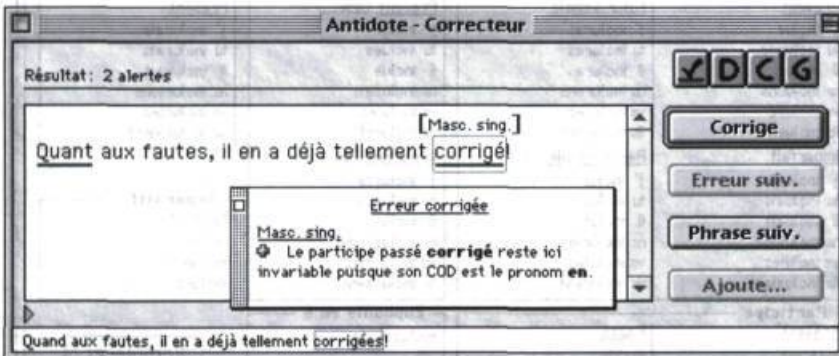 Antidote - Correcteur
Résultat: 2 alertes
Y D C G
[Masc. sing.]
Quant aux fautes, il en a déjà tellement corrigé!
Corrige
Erreur suiv.
Phrase suiv.
Ajoute...
Erreur corrigée
Masc. sing.
Le participe passé corrigé reste ici
invariable puisque son COD est le pronom en.
Quand aux fautes, il en a déjà tellement corrigées!